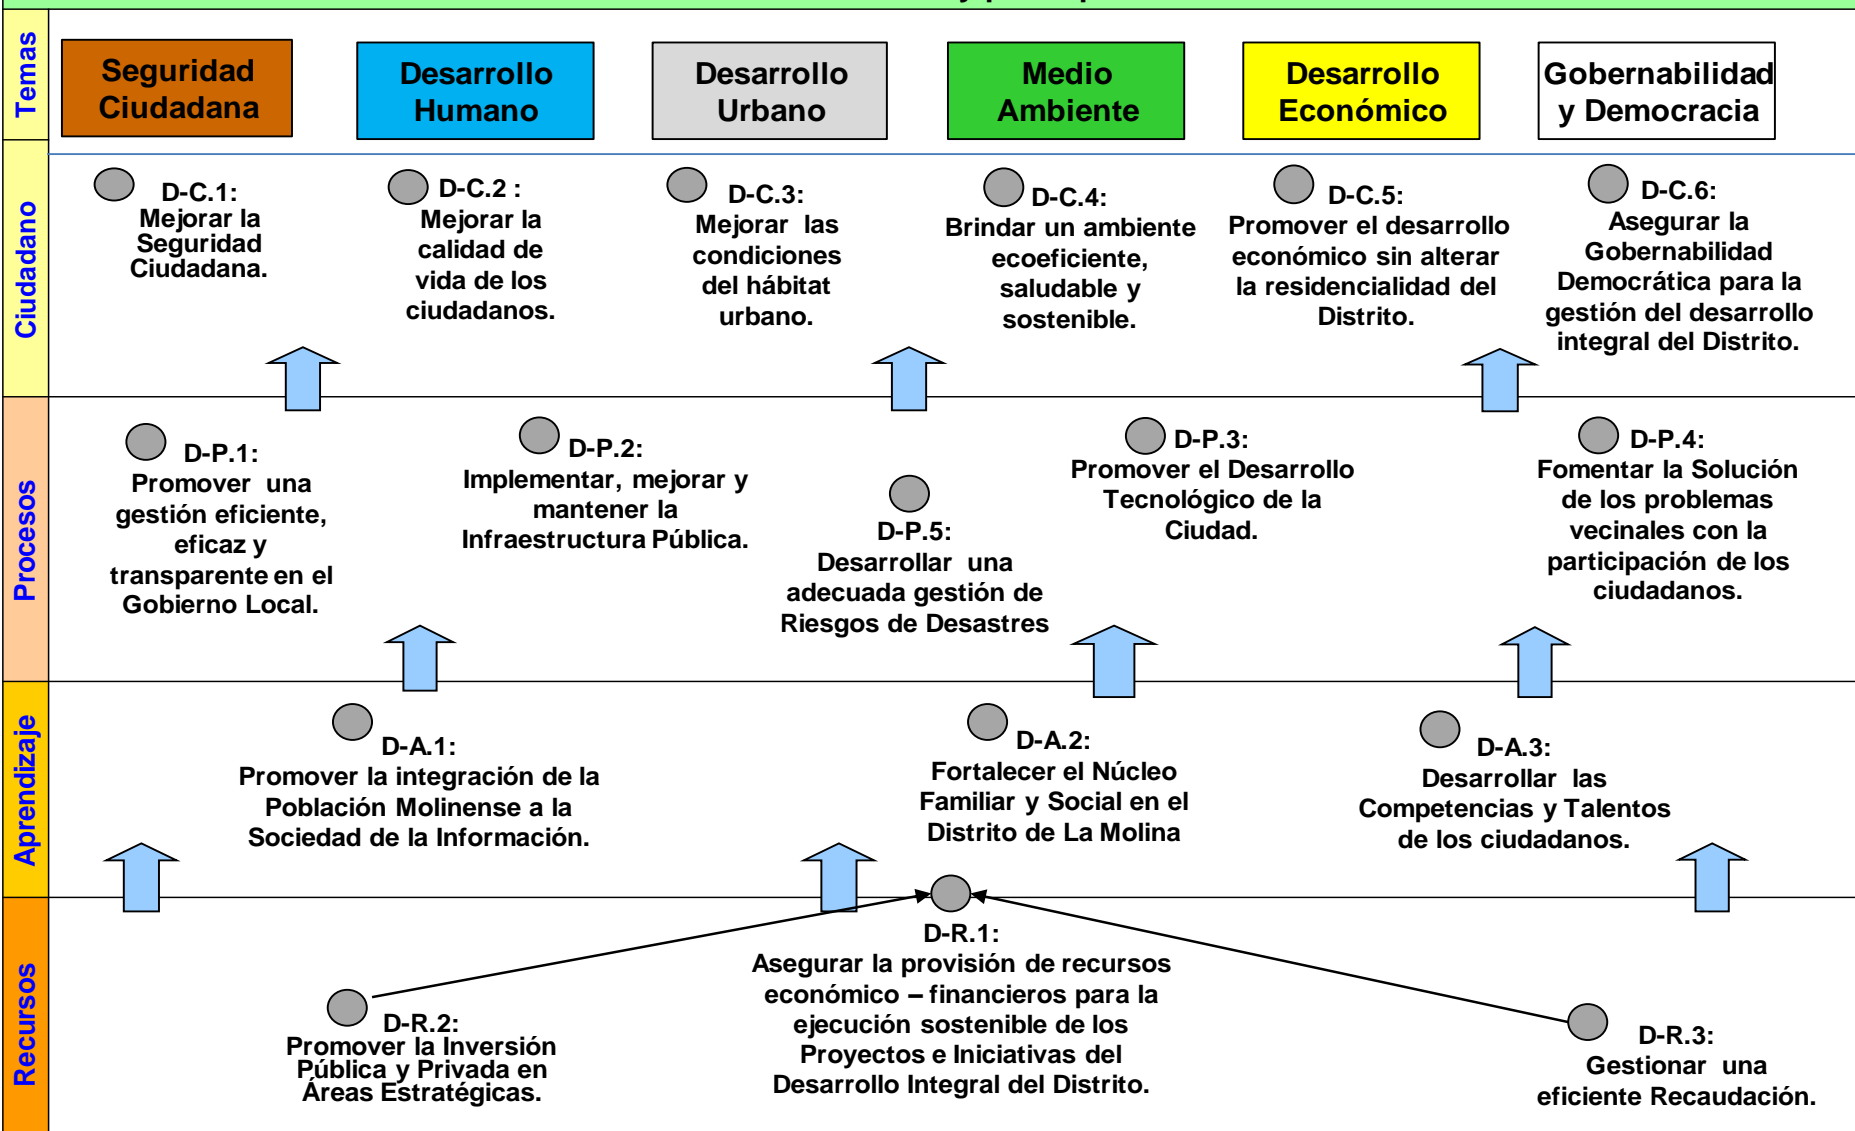 Temas
Seguridad
Ciudadana
Desarrollo
Humano
Desarrollo
Urbano
Medio
Ambiente
Desarrollo
Económico
Gobernabilidad
y Democracia
Ciudadano
D-C.1:
Mejorar la
Seguridad
Ciudadana.
D-C.2 :
Mejorar la
calidad de
vida de los
ciudadanos.
D-C.3:
Mejorar las
condiciones
del hábitat
urbano.
D-C.4:
Brindar un ambiente
ecoeficiente,
saludable y
sostenible.
D-C.5:
Promover el desarrollo
económico sin alterar
la residencialidad del
Distrito.
D-C.6:
Asegurar la
Gobernabilidad
Democrática para la
gestión del desarrollo
integral del Distrito.
Procesos
D-P.1:
Promover una
gestión eficiente,
eficaz y
transparente en el
Gobierno Local.
D-P.2:
Implementar, mejorar y
mantener la
Infraestructura Pública.
D-P.5:
Desarrollar una
adecuada gestión de
Riesgos de Desastres
D-P.3:
Promover el Desarrollo
Tecnológico de la
Ciudad.
D-P.4:
Fomentar la Solución
de los problemas
vecinales con la
participación de los
ciudadanos.
Aprendizaje
D-A.1:
Promover la integración de la
Población Molinense a la
Sociedad de la Información.
D-A.2:
Fortalecer el Núcleo
Familiar y Social en el
Distrito de La Molina
D-A.3:
Desarrollar las
Competencias y Talentos
de los ciudadanos.
Recursos
D-R.2:
Promover la Inversión
Pública y Privada en
Áreas Estratégicas.
D-R.1:
Asegurar la provisión de recursos
económico – financieros para la
ejecución sostenible de los
Proyectos e Iniciativas del
Desarrollo Integral del Distrito.
D-R.3:
Gestionar una
eficiente Recaudación.